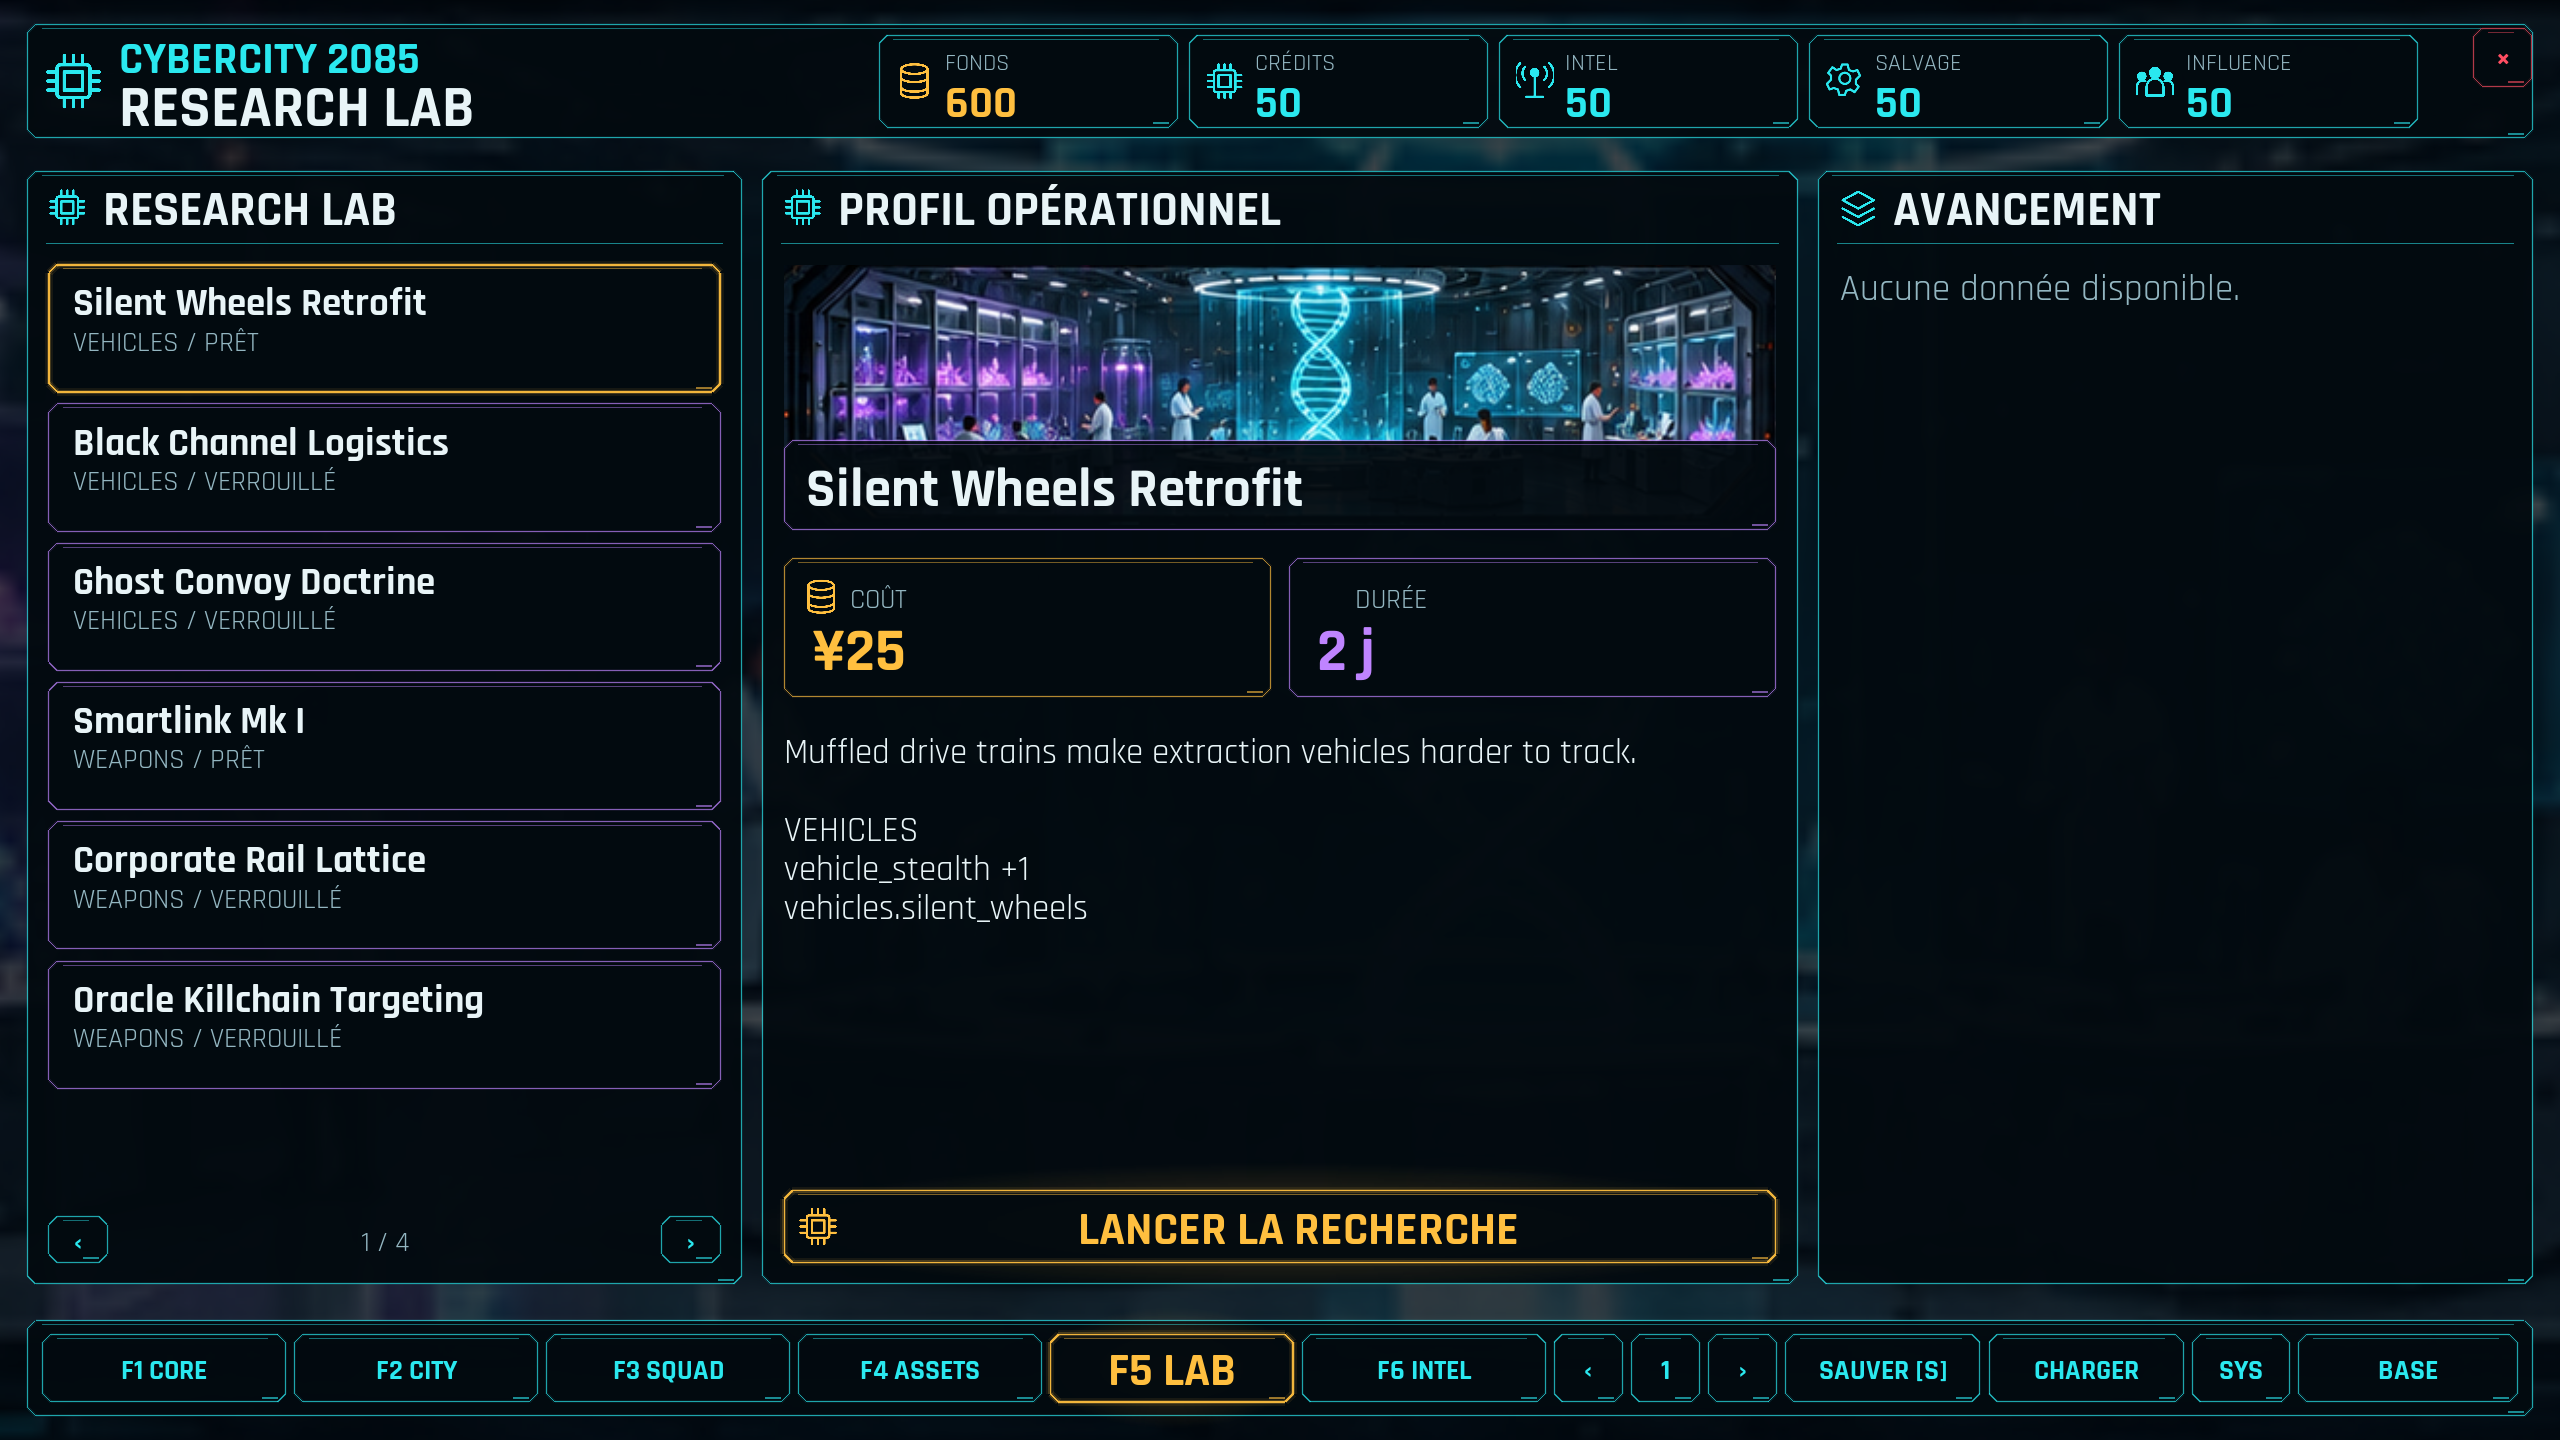 CYBERCITY 2085
RESEARCH LAB
FONDS
600
CRÉDITS
50
INTEL
50
SALVAGE
50
INFLUENCE
50
×
RESEARCH LAB
Silent Wheels Retrofit
VEHICLES / PRÊT
Black Channel Logistics
VEHICLES / VERROUILLÉ
Ghost Convoy Doctrine
VEHICLES / VERROUILLÉ
Smartlink Mk I
WEAPONS / PRÊT
Corporate Rail Lattice
WEAPONS / VERROUILLÉ
Oracle Killchain Targeting
WEAPONS / VERROUILLÉ
‹
1 / 4
›
PROFIL OPÉRATIONNEL
Silent Wheels Retrofit
COÛT
¥25
DURÉE
2 j
Muffled drive trains make extraction vehicles harder to track.
VEHICLES
vehicle_stealth +1
vehicles.silent_wheels
LANCER LA RECHERCHE
AVANCEMENT
Aucune donnée disponible.
F1 CORE
F2 CITY
F3 SQUAD
F4 ASSETS
F5 LAB
F6 INTEL
‹
1
›
SAUVER [S]
CHARGER
SYS
BASE